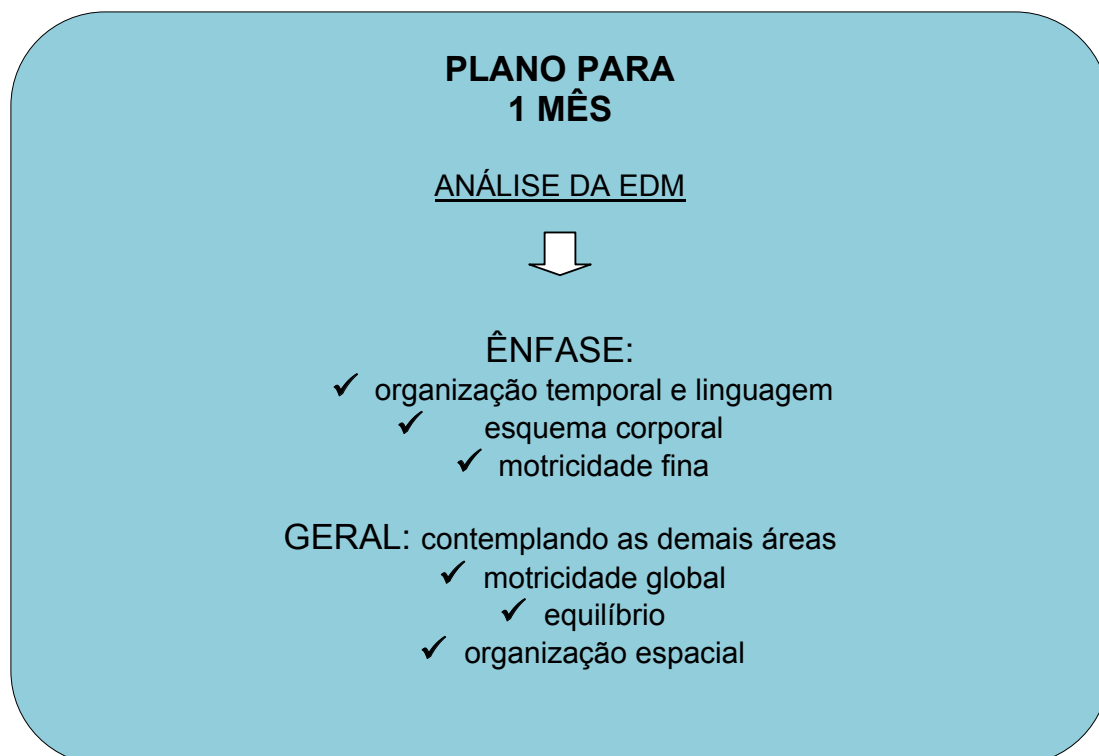 PLANO PARA
1 MÊS
ANÁLISE DA EDM
ÊNFASE:
✓ organização temporal e linguagem
✓ esquema corporal
✓ motricidade fina
GERAL: contemplando as demais áreas
✓ motricidade global
✓ equilíbrio
✓ organização espacial